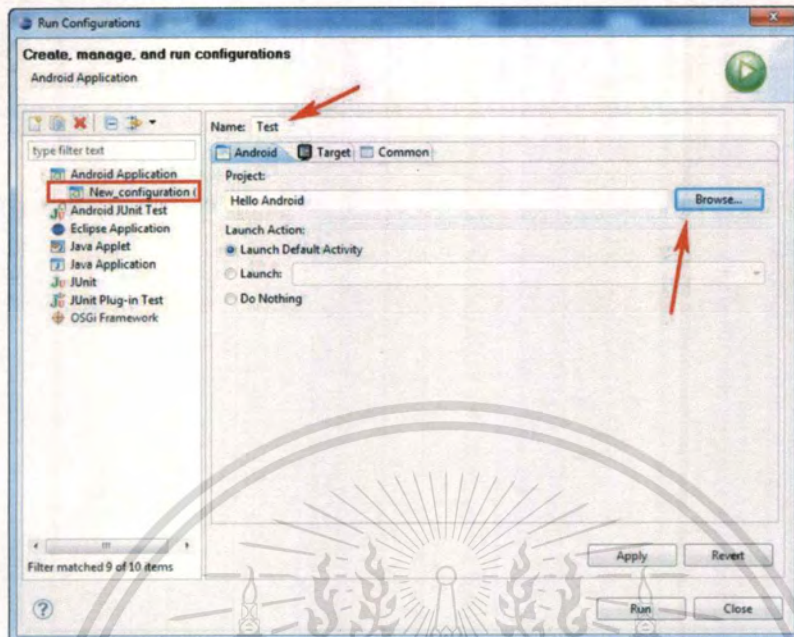 Run Configurations
Create, manage, and run configurations
Android Application
type filter text
Android Application
New_configuration (
Android JUnit Test
Eclipse Application
Java Applet
Java Application
JUnit
JUnit Plug-in Test
OSGi Framework
Filter matched 9 of 10 items
Name: Test
Android Target Common
Project:
Hello Android Browse...
Launch Action:
Launch Default Activity
Launch:
Do Nothing
Apply Revert
Run Close